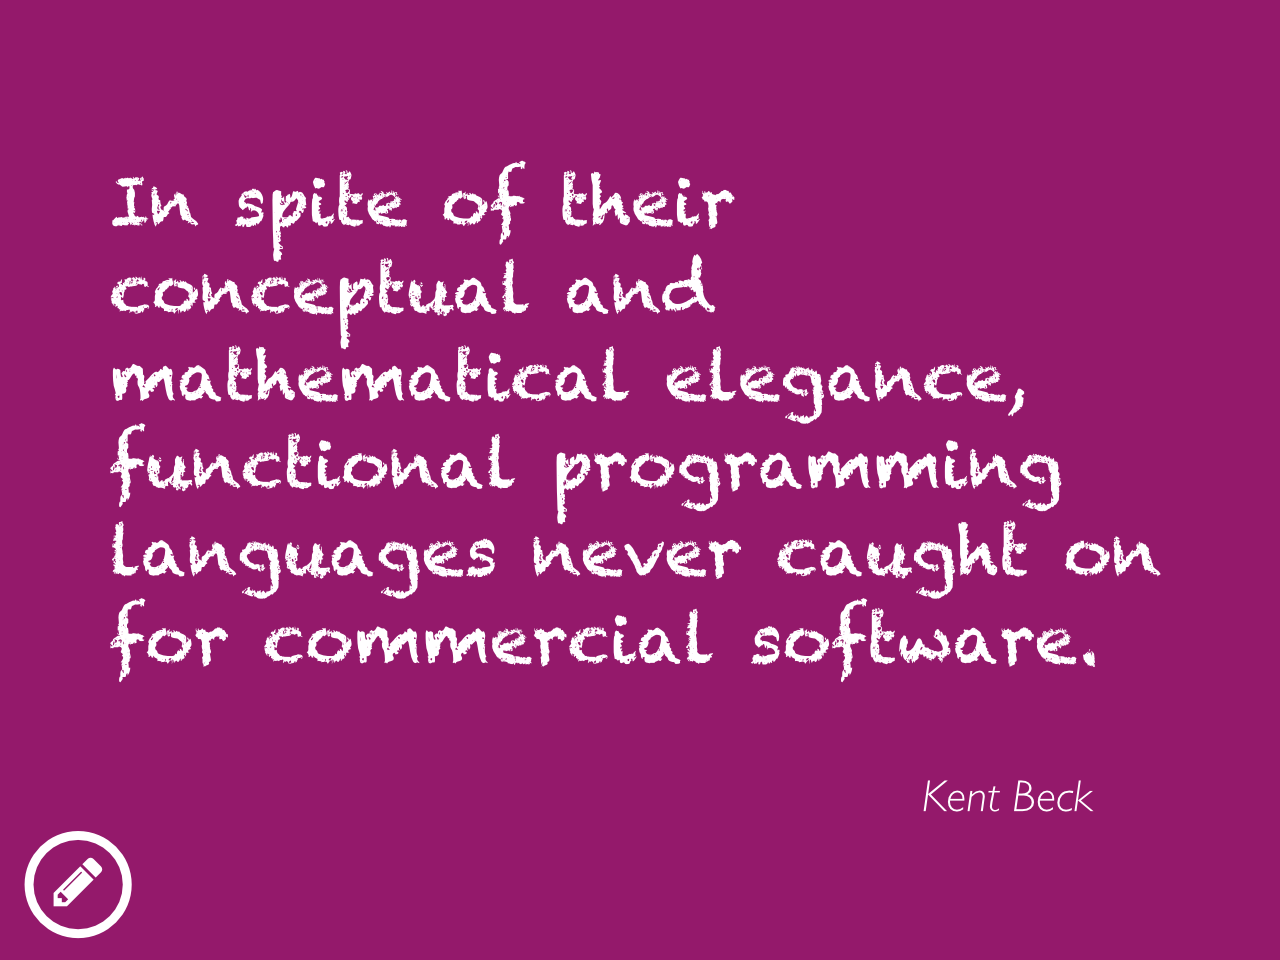 In spite of their
conceptual and
mathematical elegance,
functional programming
languages never caught on
for commercial software.
Kent Beck